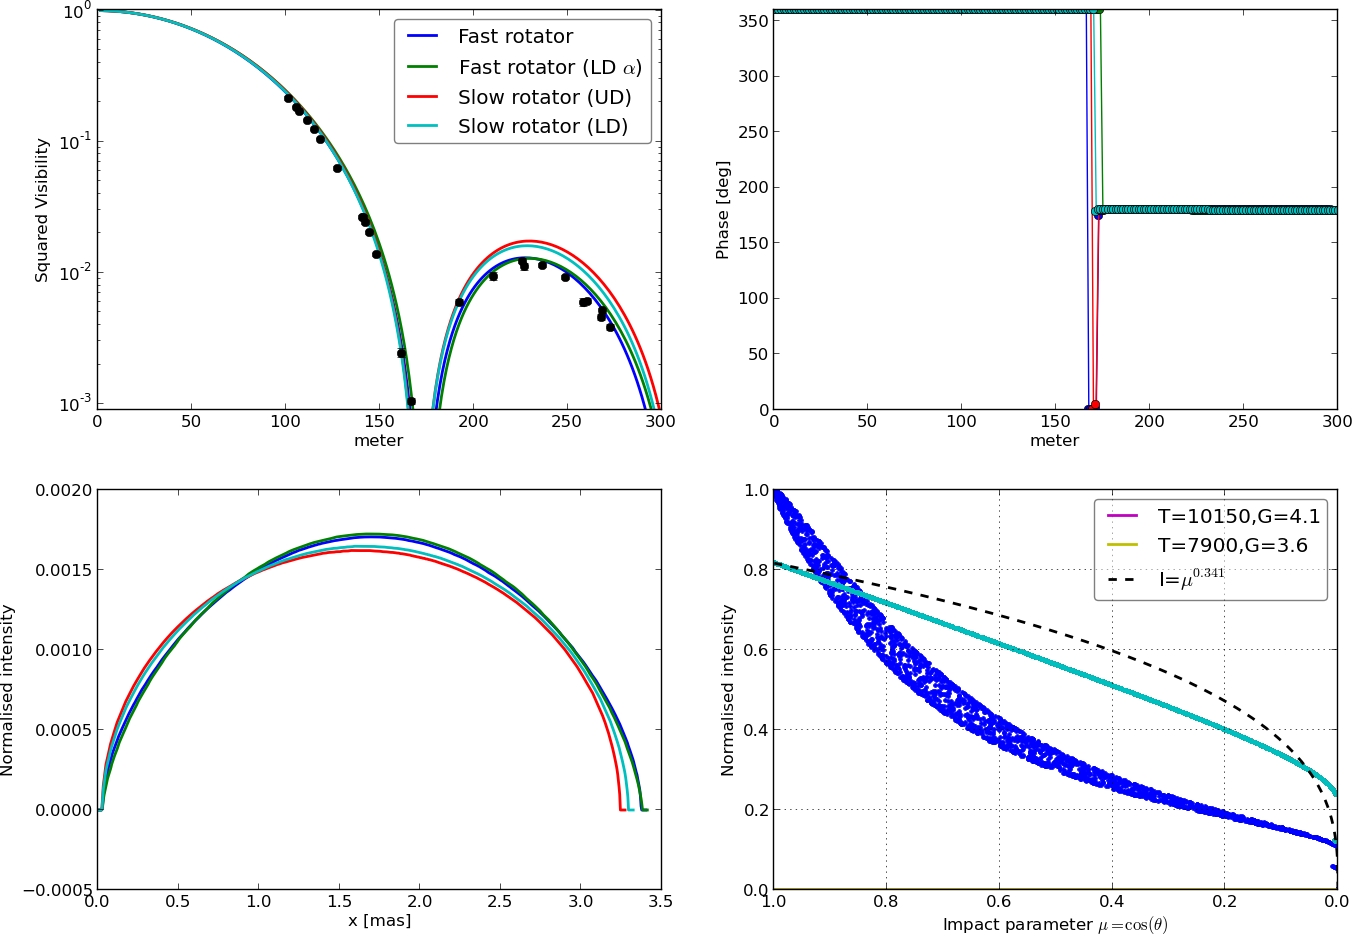 10⁰
10⁻¹
10⁻²
10⁻³
Squared Visibility
Fast rotator
Fast rotator (LD α)
Slow rotator (UD)
Slow rotator (LD)
0 50 100 150 200 250 300
meter
350
300
250
200
150
100
50
0
Phase [deg]
0 50 100 150 200 250 300
meter
0.0020
0.0015
0.0010
0.0005
0.0000
−0.0005
Normalised intensity
0.0 0.5 1.0 1.5 2.0 2.5 3.0 3.5
x [mas]
1.0
0.8
0.6
0.4
0.2
0.0
Normalised intensity
T=10150,G=4.1
T=7900,G=3.6
I=μ^0.341
1.0 0.8 0.6 0.4 0.2 0.0
Impact parameter μ=cos(θ)